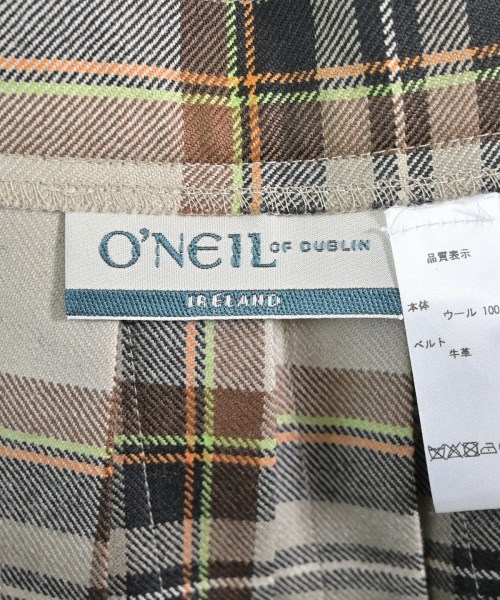 O'NEIL OF DUBLIN
IRELAND
品質表示
本体
ウール 100
ベルト
牛革